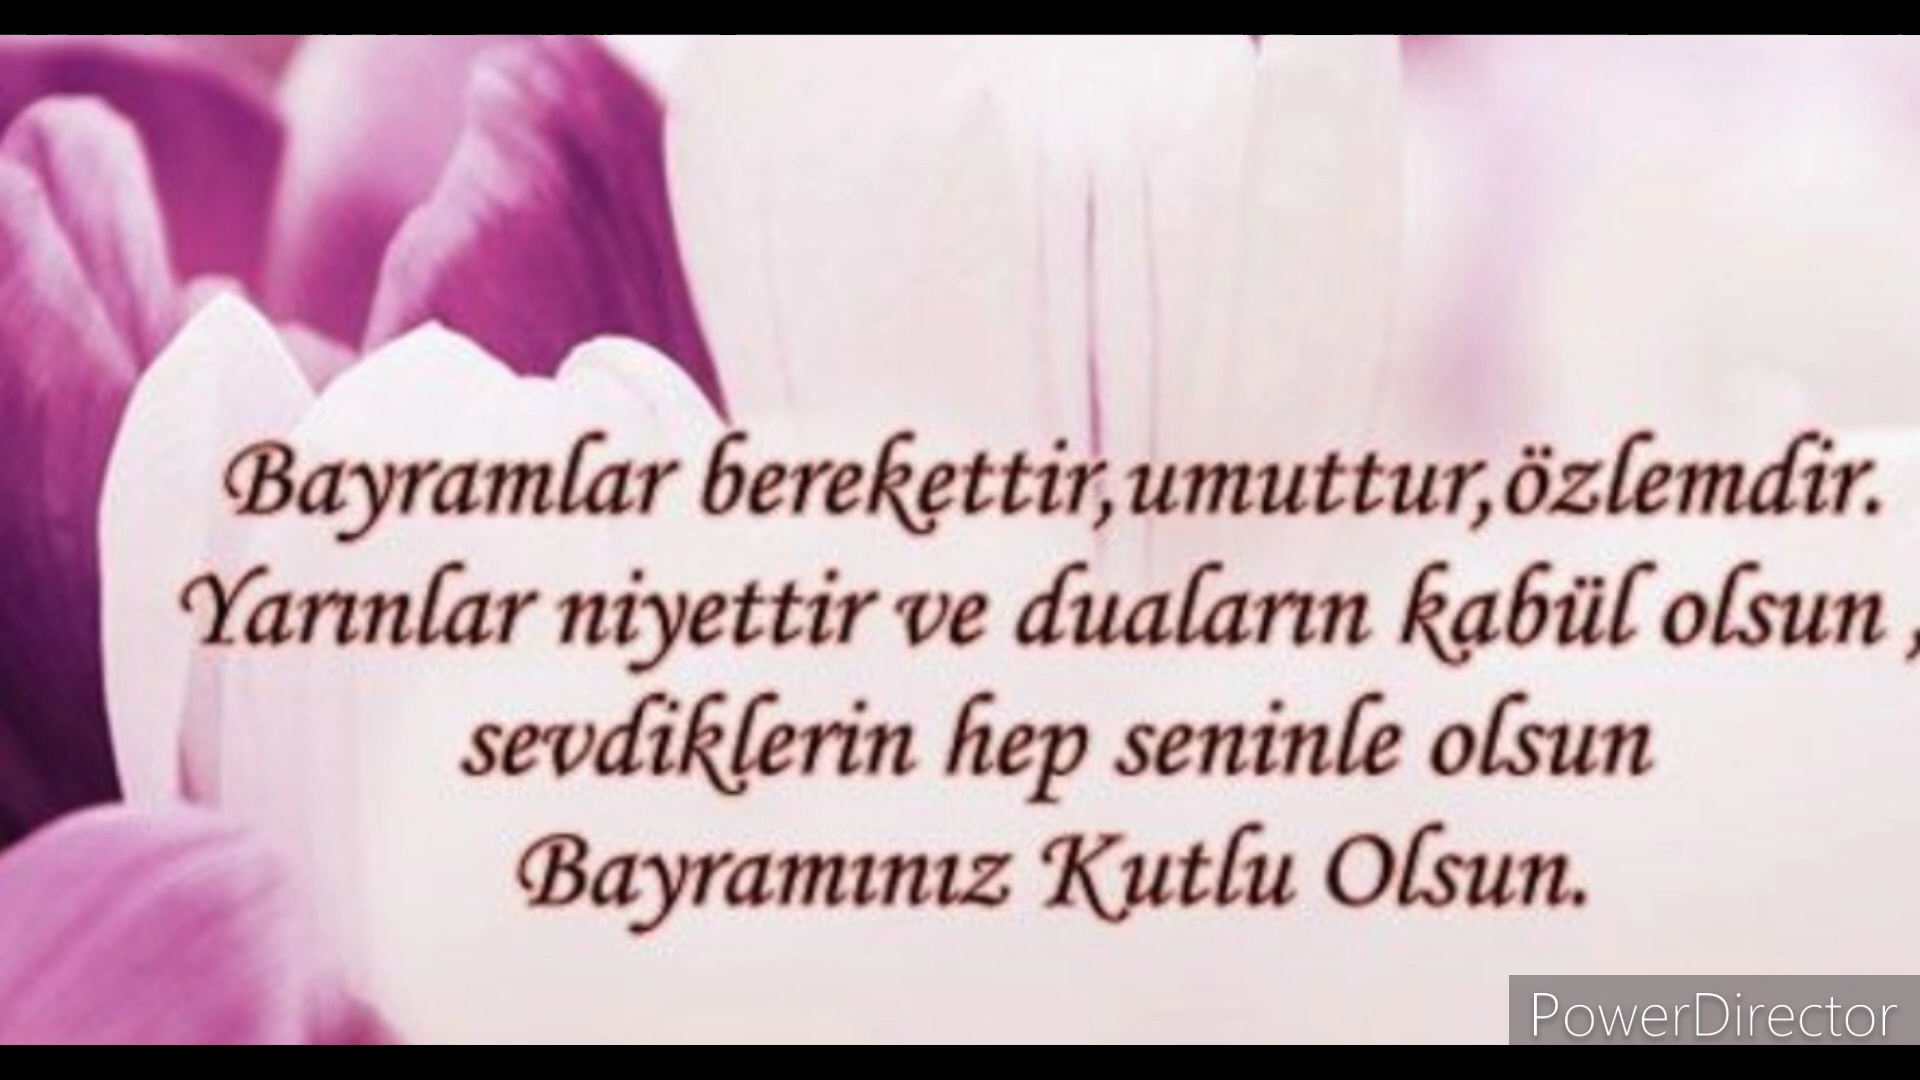 Bayramlar berekettir,umuttur,özlemdir.
Yarınlar niyettir ve duaların kabül olsun ,
sevdiklerin hep seninle olsun
Bayramınız Kutlu Olsun.
PowerDirector